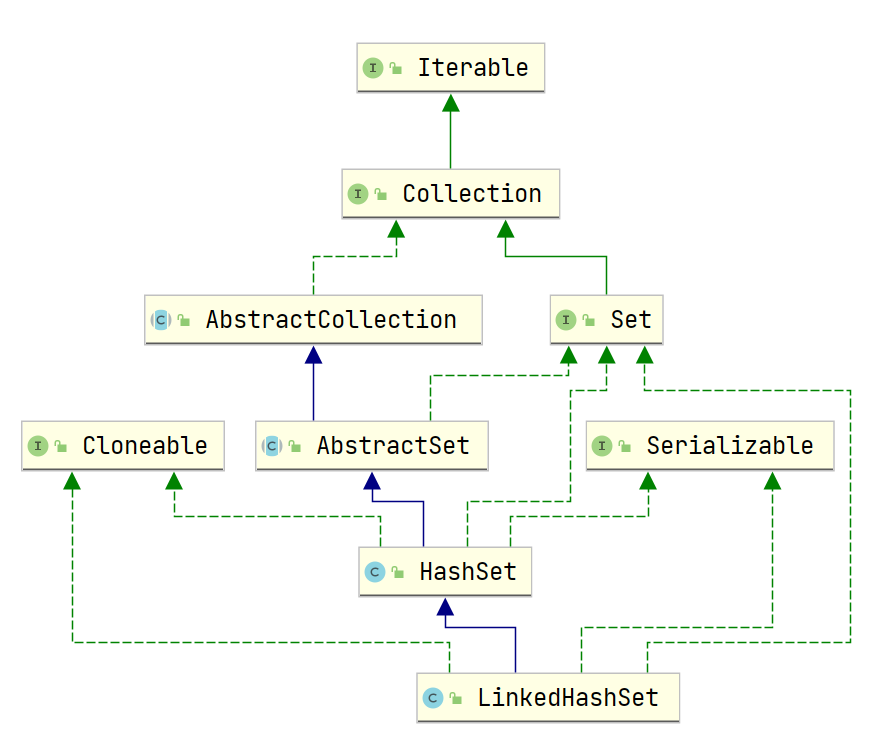 I Iterable
I Collection
C AbstractCollection
I Set
I Cloneable
C AbstractSet
I Serializable
C HashSet
C LinkedHashSet